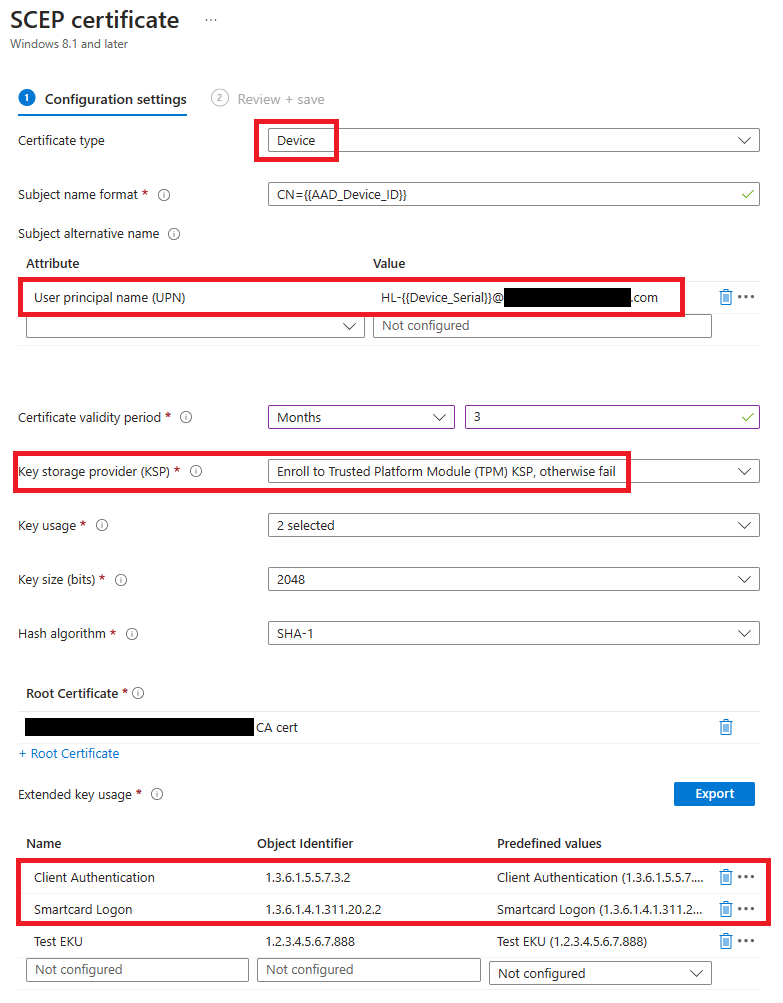 SCEP certificate ...
Windows 8.1 and later
1 Configuration settings 2 Review + save
Certificate type Device
Subject name format * CN={{AAD_Device_ID}}
Subject alternative name
Attribute Value
User principal name (UPN) HL-{{Device_Serial}}@ .com
Not configured
Certificate validity period * Months 3
Key storage provider (KSP) * Enroll to Trusted Platform Module (TPM) KSP, otherwise fail
Key usage * 2 selected
Key size (bits) * 2048
Hash algorithm * SHA-1
Root Certificate *
CA cert
+ Root Certificate
Extended key usage * Export
Name Object Identifier Predefined values
Client Authentication 1.3.6.1.5.5.7.3.2 Client Authentication (1.3.6.1.5.5.7.... 
Smartcard Logon 1.3.6.1.4.1.311.20.2.2 Smartcard Logon (1.3.6.1.4.1.311.2...
Test EKU 1.2.3.4.5.6.7.888 Test EKU (1.2.3.4.5.6.7.888)
Not configured Not configured Not configured